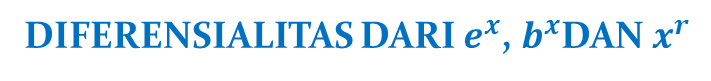 DIFERENSIALITAS DARI 𝒆ˣ, 𝒃ˣDAN 𝒙ʳ